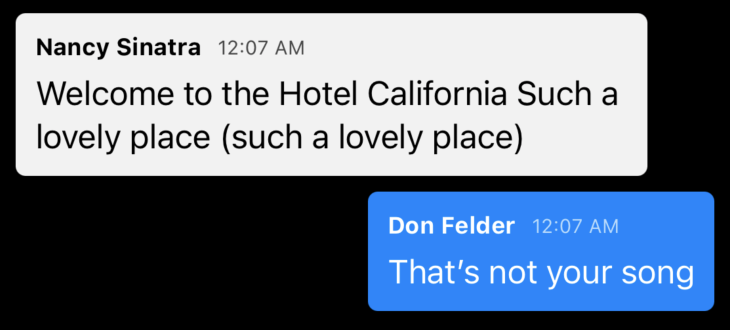 Nancy Sinatra 12:07 AM
Welcome to the Hotel California Such a
lovely place (such a lovely place)
Don Felder 12:07 AM
That’s not your song